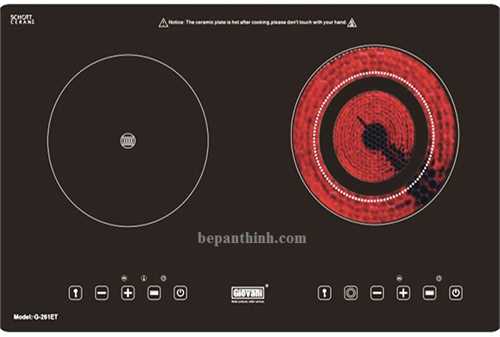 SCHOTT
CERAN®
Notice: The ceramic plate is hot after cooking,please don't touch with your hand.
bepanthinh.com
Giovani®
Model: G-261ET